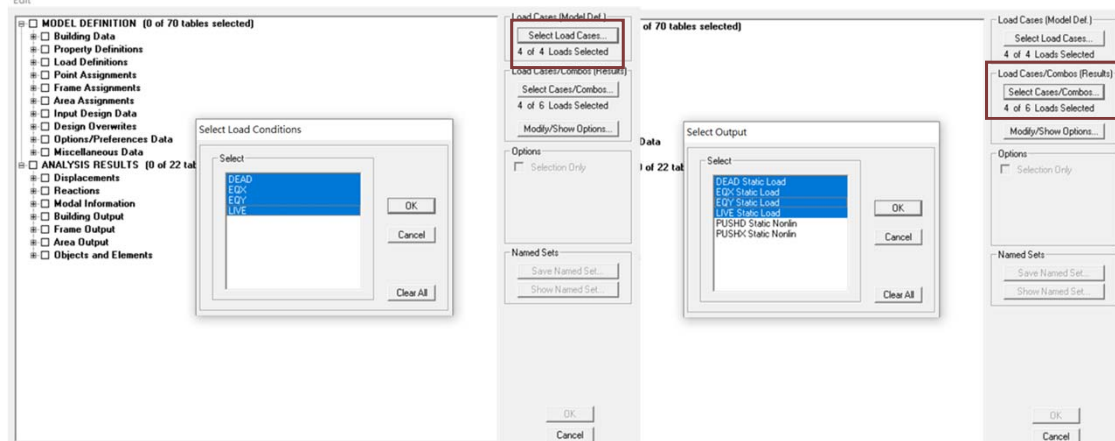 Edit
MODEL DEFINITION (0 of 70 tables selected)
Building Data
Property Definitions
Load Definitions
Point Assignments
Frame Assignments
Area Assignments
Input Design Data
Design Overwrites
Options/Preferences Data
Miscellaneous Data
ANALYSIS RESULTS (0 of 22 tab
Displacements
Reactions
Modal Information
Building Output
Frame Output
Area Output
Objects and Elements
Select Load Conditions
Select
DEAD
EQX
EQY
LIVE
OK
Cancel
Clear All
Load Cases (Model Def.)
Select Load Cases...
4 of 4 Loads Selected
Load Cases/Combos (Results)
Select Cases/Combos...
4 of 6 Loads Selected
Modify/Show Options...
Options
Selection Only
Named Sets
Save Named Set...
Show Named Set...
OK
Cancel
of 70 tables selected)
Data
of 22 tab
Select Output
Select
DEAD Static Load
EQX Static Load
EQY Static Load
LIVE Static Load
PUSHD Static Nonlin
PUSHX Static Nonlin
OK
Cancel
Clear All
Load Cases (Model Def.)
Select Load Cases...
4 of 4 Loads Selected
Load Cases/Combos (Results)
Select Cases/Combos...
4 of 6 Loads Selected
Modify/Show Options...
Options
Selection Only
Named Sets
Save Named Set...
Show Named Set...
OK
Cancel